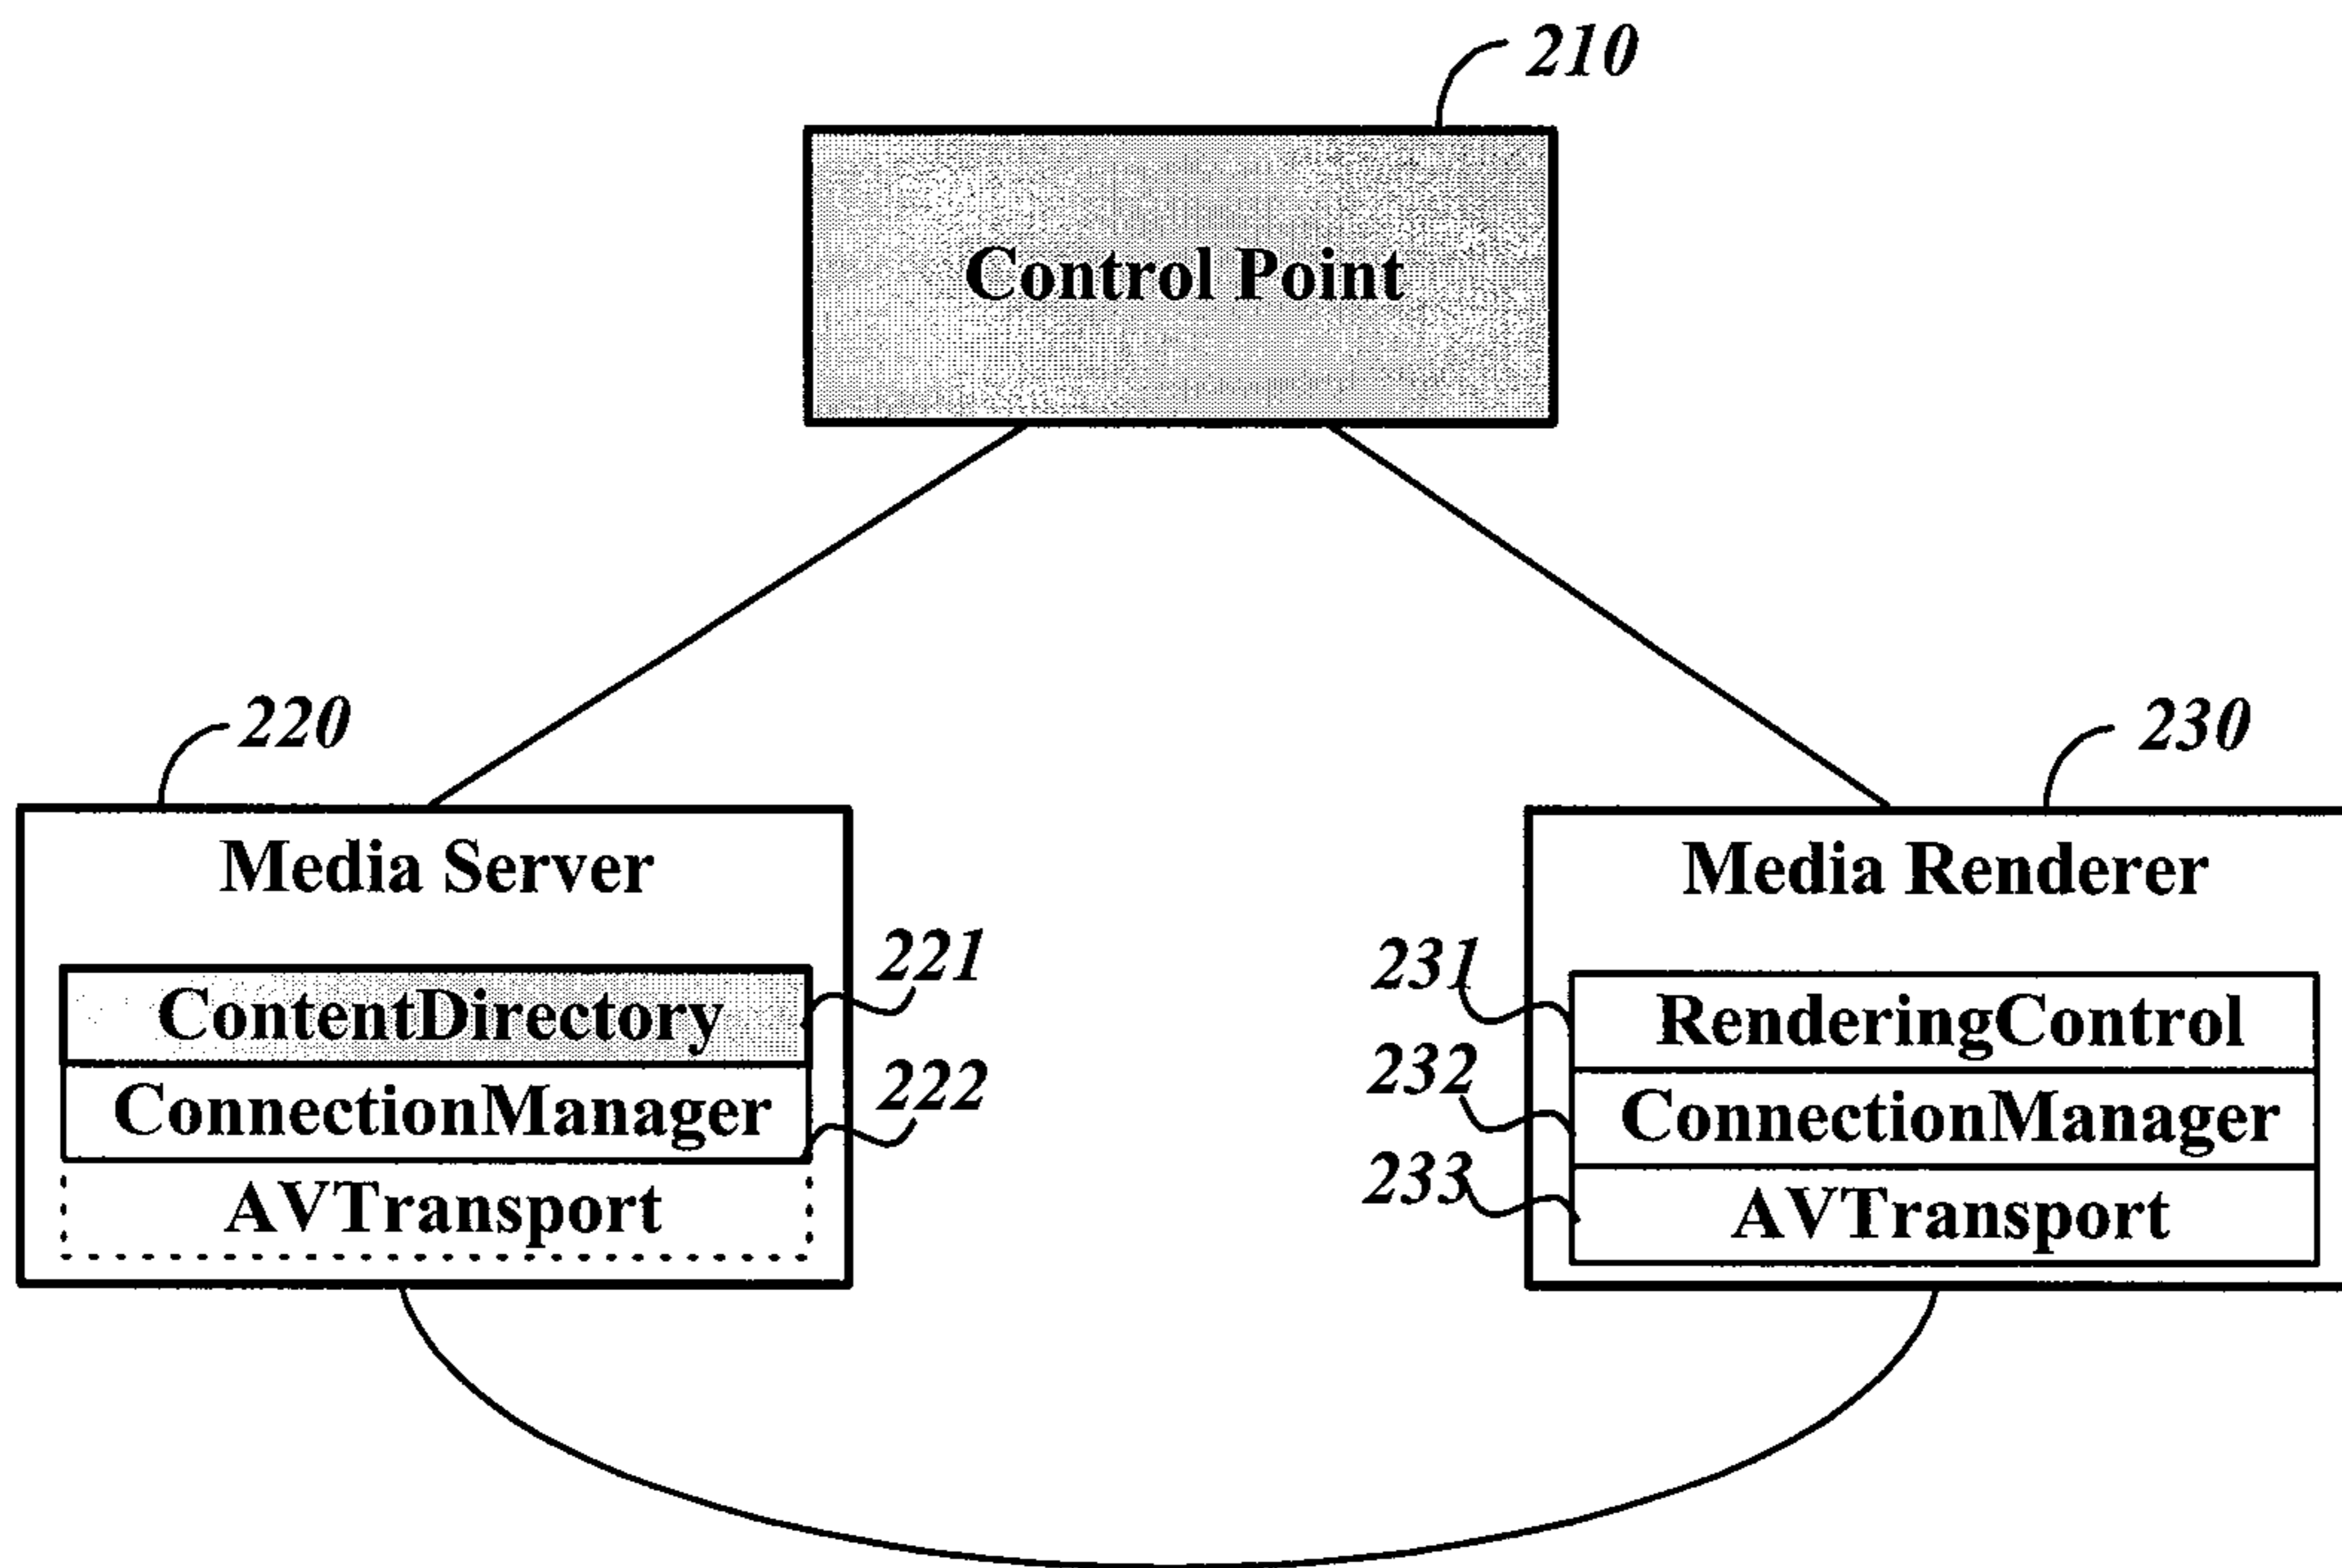 210
Control Point
220
230
Media Server
Media Renderer
221
ContentDirectory
222
ConnectionManager
AVTransport
231
RenderingControl
232
ConnectionManager
233
AVTransport